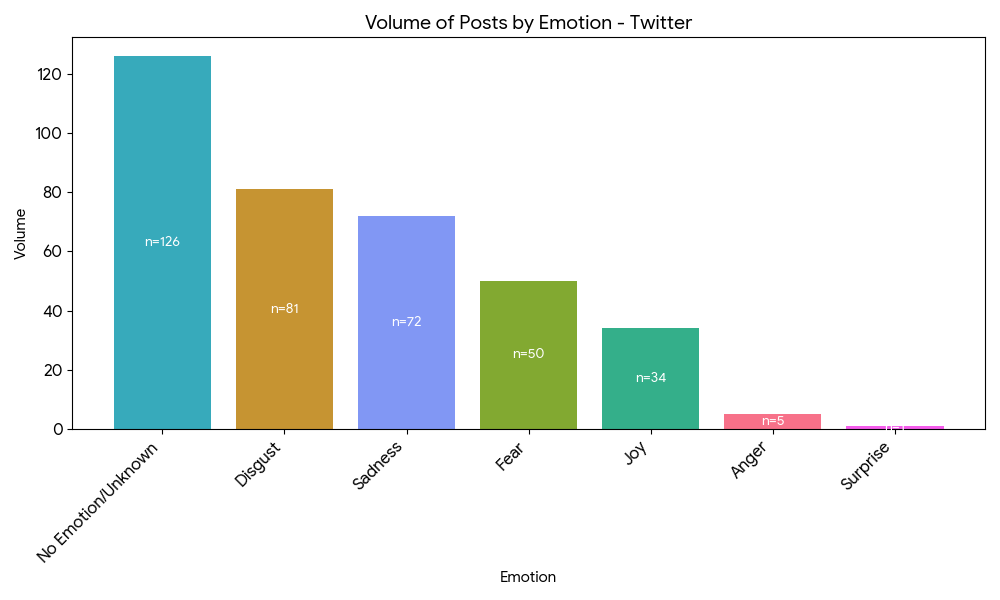 Volume of Posts by Emotion - Twitter
Volume
120
100
80
60
40
20
0
n=126
n=81
n=72
n=50
n=34
n=5
No Emotion/Unknown
Disgust
Sadness
Fear
Joy
Anger
Surprise
Emotion